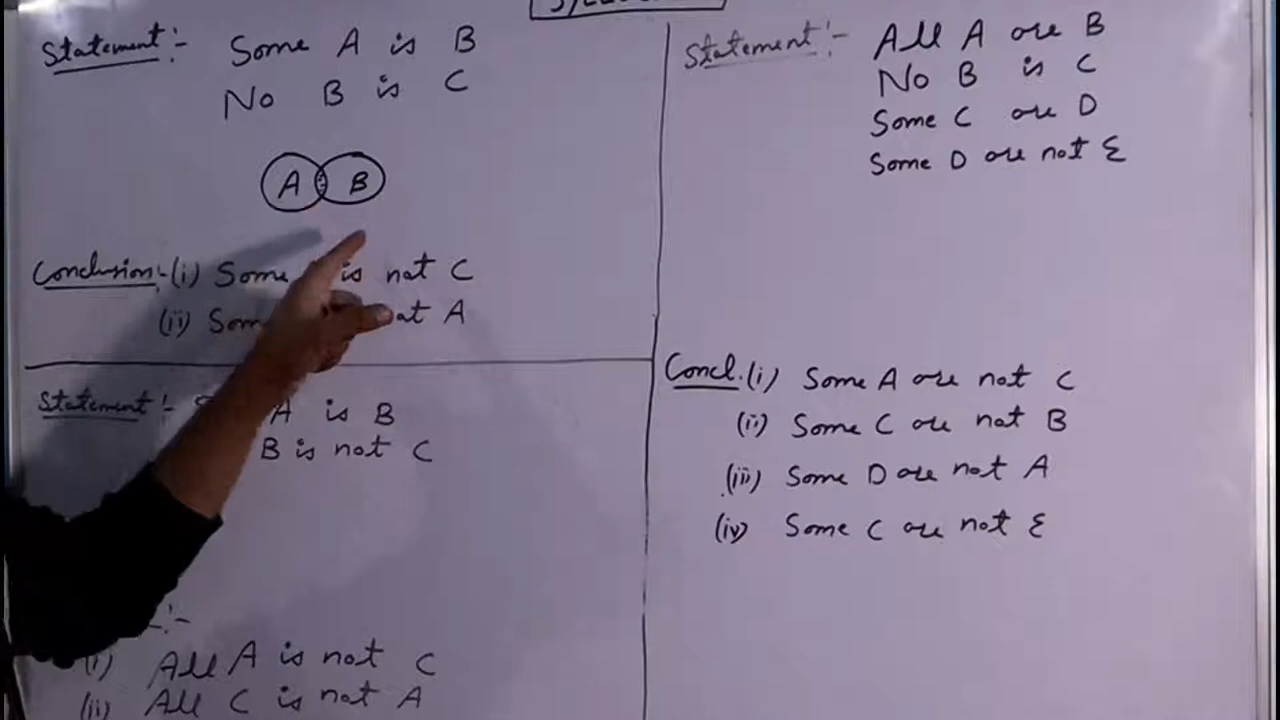 Statement :- Some A is B
No B is C
A B
Conclusion:-(i) Some is not C
(ii) A
Statement :- A is B
B is not C
:-
(i) All A is not C
(ii) All C is not A
Statement :- All A are B
No B is C
Some C are D
Some D are not E
Concl. (i) Some A are not C
(ii) Some C are not B
(iii) Some D are not A
(iv) Some C are not E